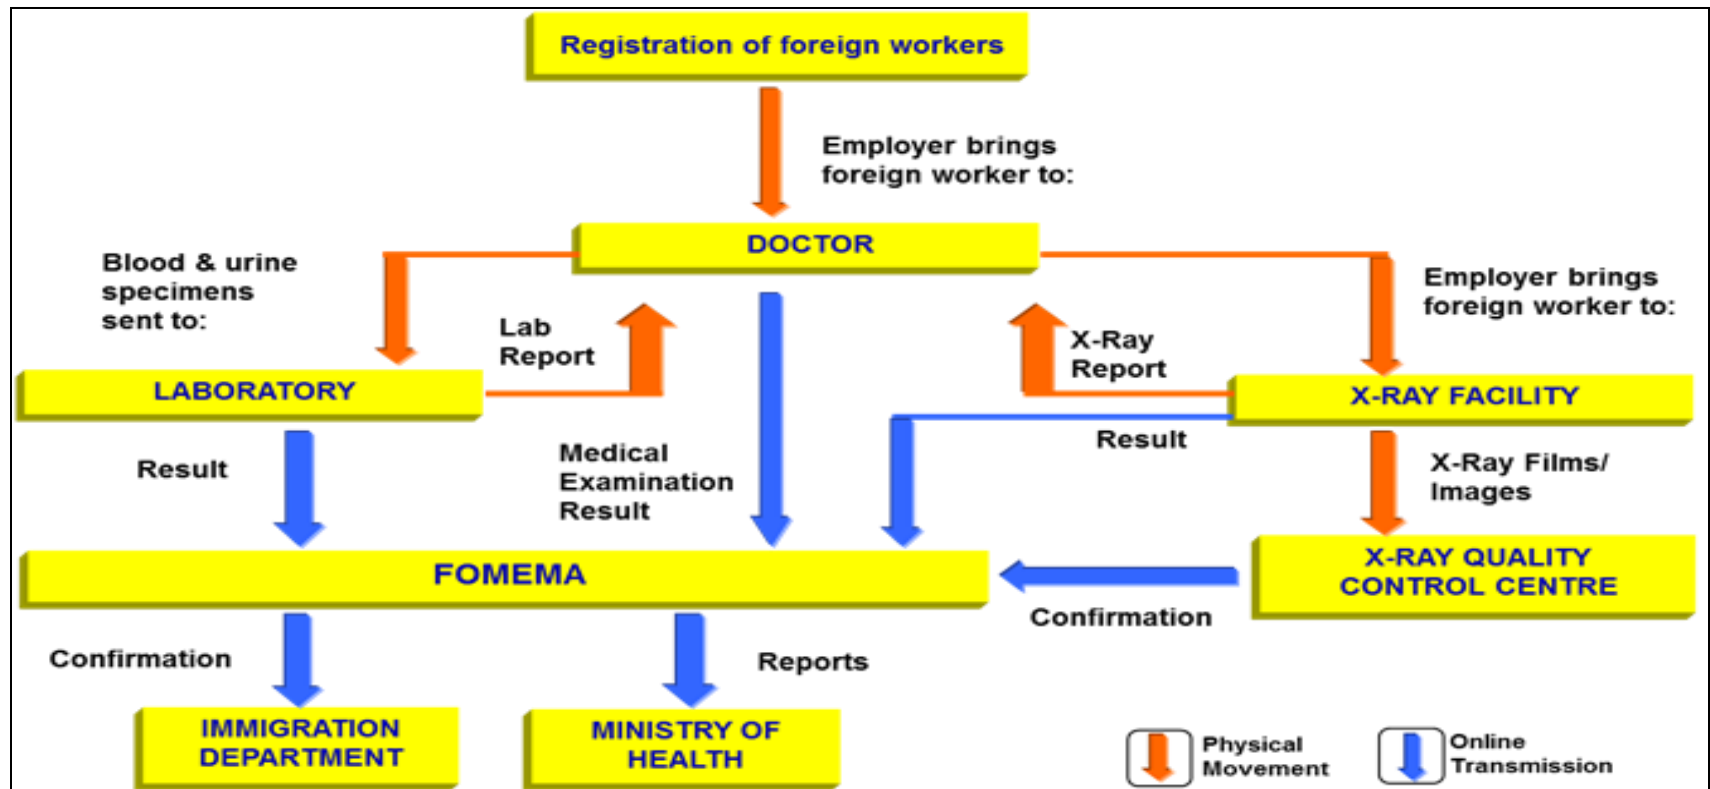 Registration of foreign workers
Employer brings
foreign worker to:
DOCTOR
Blood & urine
specimens
sent to:
Lab
Report
X-Ray
Report
Employer brings
foreign worker to:
LABORATORY
X-RAY FACILITY
Result
Medical
Examination
Result
Result
X-Ray Films/
Images
FOMEMA
X-RAY QUALITY
CONTROL CENTRE
Confirmation
Confirmation
Reports
IMMIGRATION
DEPARTMENT
MINISTRY OF
HEALTH
Physical
Movement
Online
Transmission